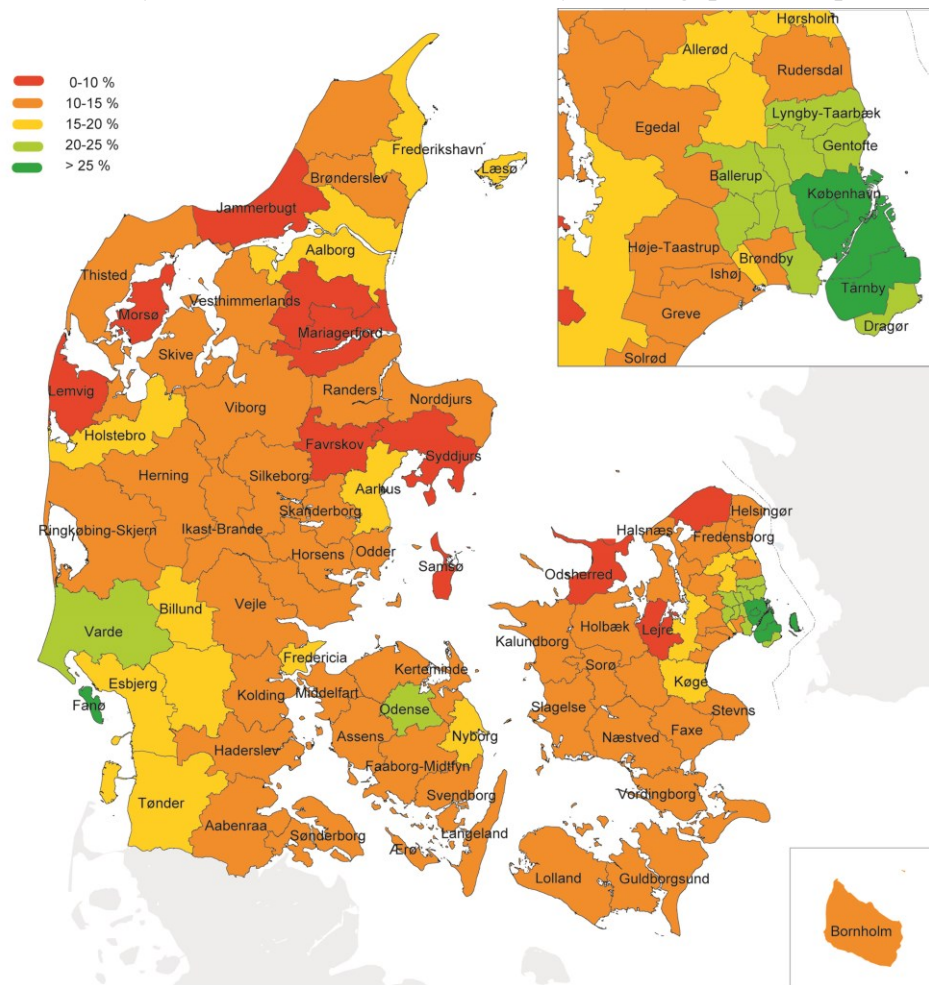 0-10 %
10-15 %
15-20 %
20-25 %
> 25 %
Hørsholm
Allerød
Rudersdal
Egedal
Lyngby-Taarbæk
Gentofte
Ballerup
København
Høje-Taastrup
Brøndby
Ishøj
Tårnby
Greve
Dragør
Solrød
Frederikshavn
Læsø
Brønderslev
Jammerbugt
Aalborg
Thisted
Vesthimmerlands
Morsø
Mariagerfjord
Skive
Lemvig
Randers
Norddjurs
Viborg
Holstebro
Favrskov
Syddjurs
Herning
Silkeborg
Aarhus
Skanderborg
Ringkøbing-Skjern
Ikast-Brande
Horsens
Odder
Samsø
Halsnæs
Helsingør
Fredensborg
Odsherred
Billund
Vejle
Varde
Holbæk
Lejre
Kalundborg
Fredericia
Kerteminde
Esbjerg
Sorø
Køge
Fanø
Kolding
Middelfart
Odense
Slagelse
Stevns
Assens
Nyborg
Næstved
Faxe
Haderslev
Faaborg-Midtfyn
Svendborg
Vordingborg
Tønder
Aabenraa
Sønderborg
Langeland
Ærø
Lolland
Guldborgsund
Bornholm